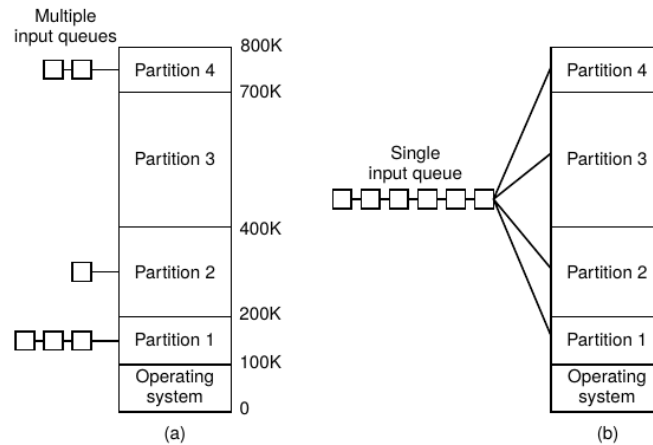 Multiple
input queues
800K
Partition 4
700K
Partition 3
400K
Partition 2
200K
Partition 1
100K
Operating
system
0
(a)
Single
input queue
Partition 4
Partition 3
Partition 2
Partition 1
Operating
system
(b)